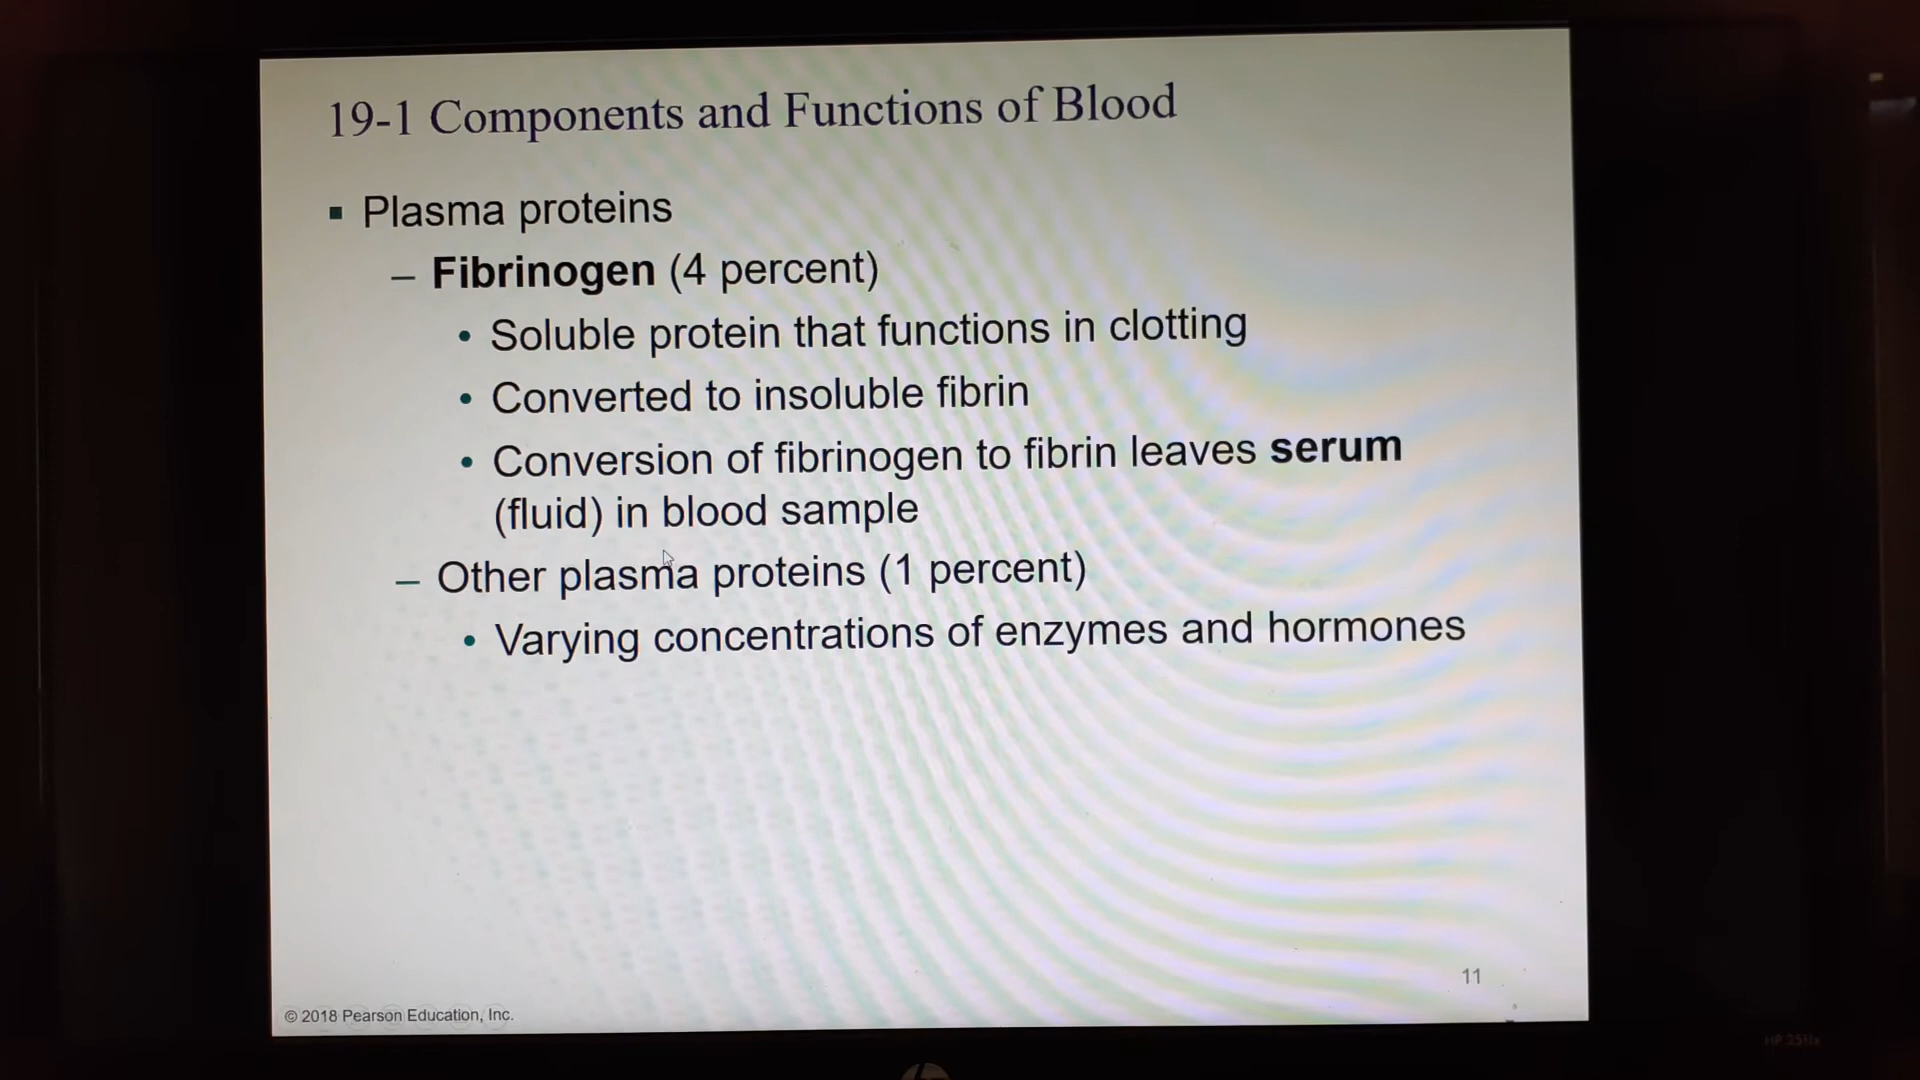 19-1 Components and Functions of Blood
▪ Plasma proteins
– Fibrinogen (4 percent)
• Soluble protein that functions in clotting
• Converted to insoluble fibrin
• Conversion of fibrinogen to fibrin leaves serum
(fluid) in blood sample
– Other plasma proteins (1 percent)
• Varying concentrations of enzymes and hormones
11
© 2018 Pearson Education, Inc.